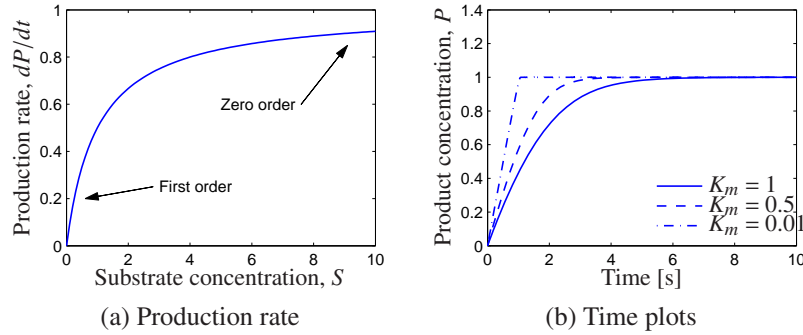 Production rate, dP/dt
1
0.8
0.6
0.4
0.2
0
Zero order
First order
0 2 4 6 8 10
Substrate concentration, S
(a) Production rate
Product concentration, P
1.4
1.2
1
0.8
0.6
0.4
0.2
0
K_m = 1
K_m = 0.5
K_m = 0.01
0 2 4 6 8 10
Time [s]
(b) Time plots